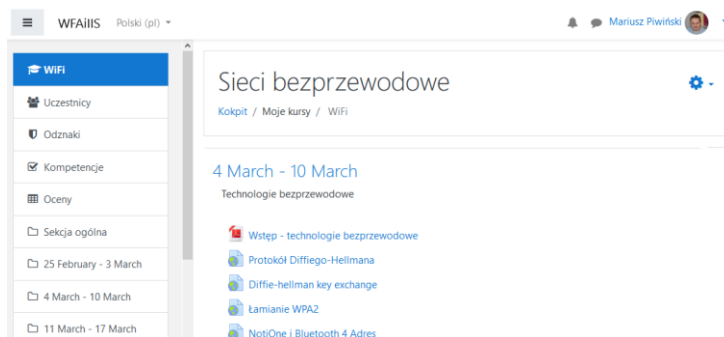 WFAiIS Polski (pl)
Mariusz Piwiński
WiFi
Uczestnicy
Odznaki
Kompetencje
Oceny
Sekcja ogólna
25 February - 3 March
4 March - 10 March
11 March - 17 March
Sieci bezprzewodowe
Kokpit / Moje kursy / WiFi
4 March - 10 March
Technologie bezprzewodowe
Wstęp - technologie bezprzewodowe
Protokół Diffiego-Hellmana
Diffie-hellman key exchange
Łamanie WPA2
NotiOne i Bluetooth 4 Adres